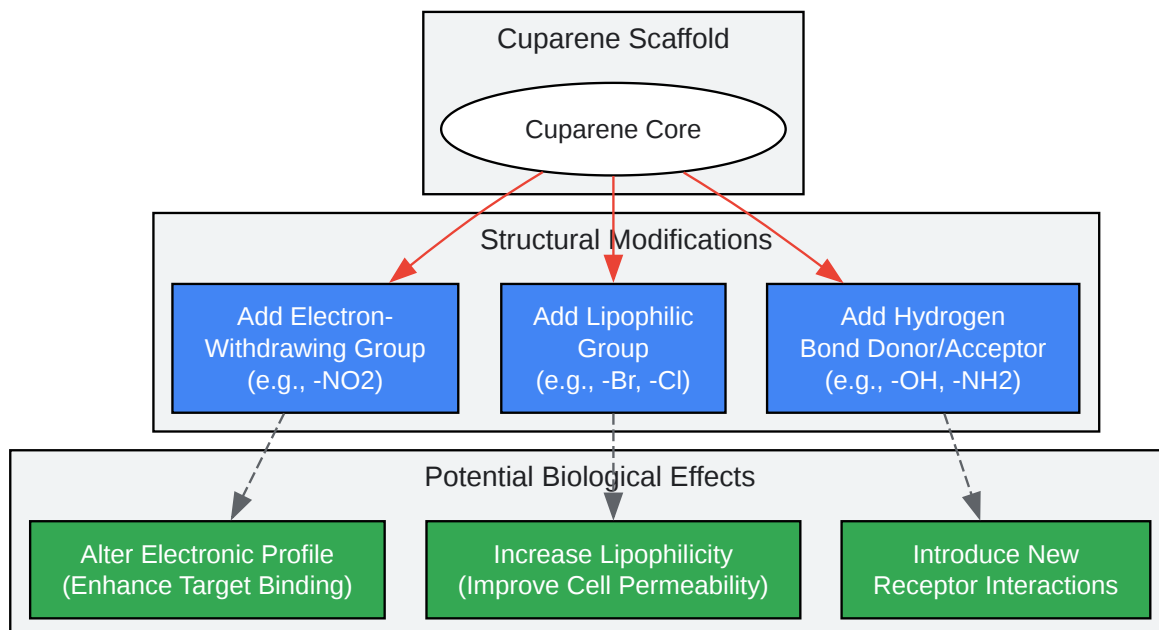 Cuparene Scaffold
Cuparene Core
Structural Modifications
Add Electron-
Withdrawing Group
(e.g., -NO2)
Add Lipophilic
Group
(e.g., -Br, -Cl)
Add Hydrogen
Bond Donor/Acceptor
(e.g., -OH, -NH2)
Potential Biological Effects
Alter Electronic Profile
(Enhance Target Binding)
Increase Lipophilicity
(Improve Cell Permeability)
Introduce New
Receptor Interactions